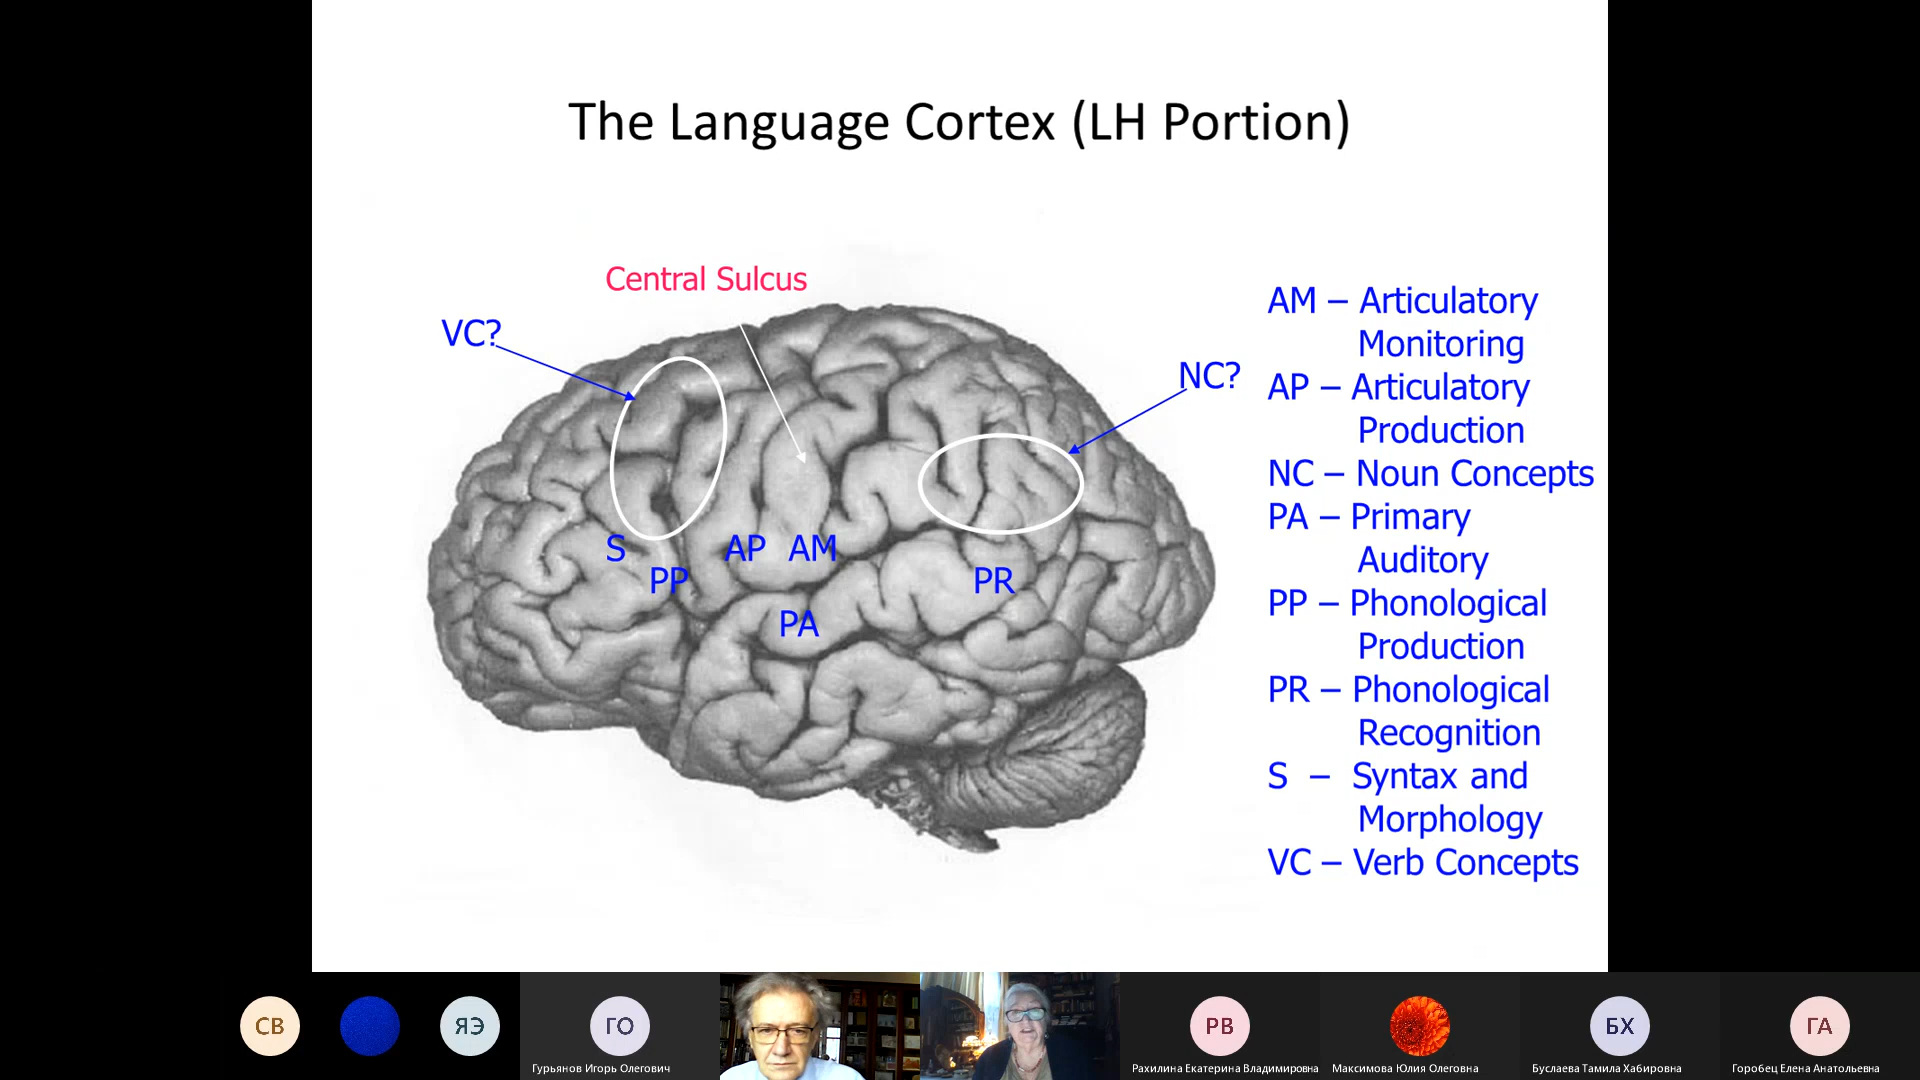 The Language Cortex (LH Portion)
Central Sulcus
VC?
NC?
S
AP AM
PP
PR
PA
AM – Articulatory
Monitoring
AP – Articulatory
Production
NC – Noun Concepts
PA – Primary
Auditory
PP – Phonological
Production
PR – Phonological
Recognition
S – Syntax and
Morphology
VC – Verb Concepts
СВ
ЯЭ
ГО
Гурьянов Игорь Олегович
РВ
Рахилина Екатерина Владимировна
Максимова Юлия Олеговна
БХ
Буслаева Тамила Хабировна
ГА
Горобец Елена Анатольевна